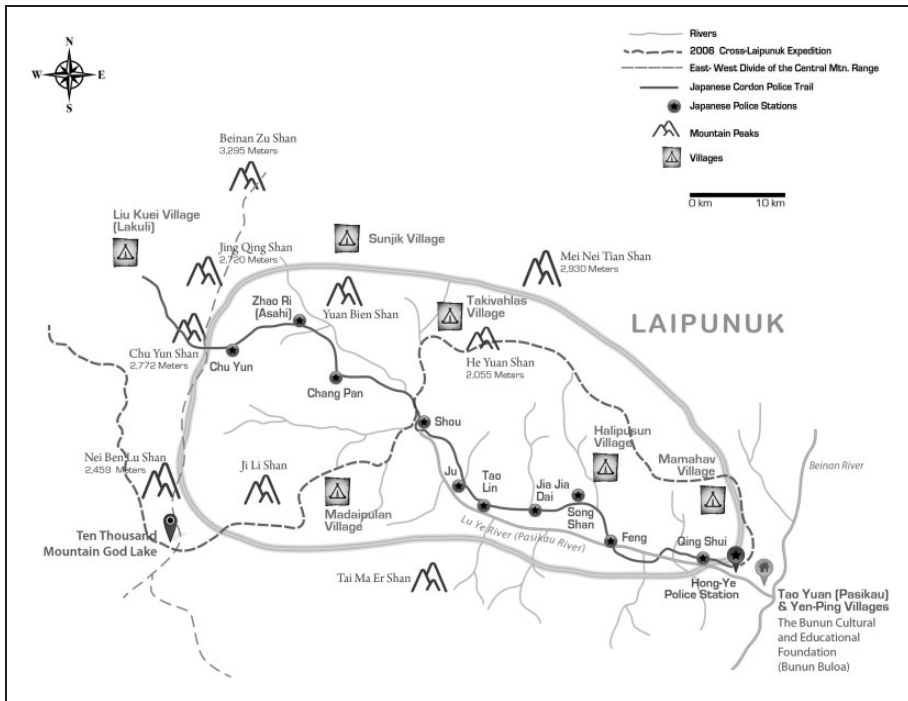 N
W
E
S
Rivers
2006 Cross-Laipunuk Expedition
East- West Divide of the Central Mtn. Range
Japanese Cordon Police Trail
Japanese Police Stations
Mountain Peaks
Villages
0 km
10 km
Beinan Zu Shan
3,295 Meters
Liu Kuei Village
(Lakuli)
Jing Qing Shan
2,720 Meters
Sunjik Village
Mei Nei Tian Shan
2,930 Meters
Zhao Ri
(Asahi)
Yuan Bien Shan
Takivahlas
Village
LAIPUNUK
Chu Yun Shan
2,772 Meters
Chu Yun
He Yuan Shan
2,055 Meters
Chang Pan
Shou
Halipusun
Village
Mamahav
Village
Beinan River
Nei Ben Lu Shan
2,459 Meters
Ji Li Shan
Ju
Tao
Lin
Jia Jia
Dai
Song
Shan
Madaipulan
Village
Ten Thousand
Mountain God Lake
Lu Ye River (Pasikau River)
Feng
Qing Shui
Tai Ma Er Shan
Hong-Ye
Police Station
Tao Yuan (Pasikau)
& Yen-Ping Villages
The Bunun Cultural
and Educational
Foundation
(Bunun Buloa)